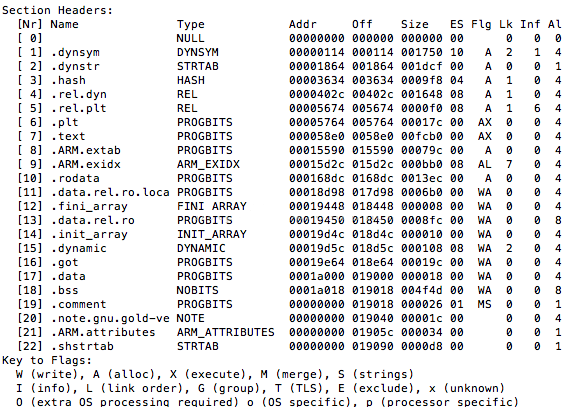 Section Headers:
  [Nr] Name              Type            Addr     Off    Size   ES Flg Lk Inf Al
  [ 0]                   NULL            00000000 000000 000000 00      0   0  0
  [ 1] .dynsym           DYNSYM          00000114 000114 001750 10   A  2   1  4
  [ 2] .dynstr           STRTAB          00001864 001864 001dcf 00   A  0   0  1
  [ 3] .hash             HASH            00003634 003634 0009f8 04   A  1   0  4
  [ 4] .rel.dyn          REL             0000402c 00402c 001648 08   A  1   0  4
  [ 5] .rel.plt          REL             00005674 005674 0000f0 08   A  1   6  4
  [ 6] .plt              PROGBITS        00005764 005764 00017c 00  AX  0   0  4
  [ 7] .text             PROGBITS        000058e0 0058e0 00fcb0 00  AX  0   0  4
  [ 8] .ARM.extab        PROGBITS        00015590 015590 00079c 00   A  0   0  4
  [ 9] .ARM.exidx        ARM_EXIDX       00015d2c 015d2c 000bb0 08  AL  7   0  4
  [10] .rodata           PROGBITS        000168dc 0168dc 0013ec 00   A  0   0  4
  [11] .data.rel.ro.loca PROGBITS        00018d98 017d98 0006b0 00  WA  0   0  4
  [12] .fini_array       FINI_ARRAY      00019448 018448 000008 00  WA  0   0  4
  [13] .data.rel.ro      PROGBITS        00019450 018450 0008fc 00  WA  0   0  8
  [14] .init_array       INIT_ARRAY      00019d4c 018d4c 000010 00  WA  0   0  4
  [15] .dynamic          DYNAMIC         00019d5c 018d5c 000108 08  WA  2   0  4
  [16] .got              PROGBITS        00019e64 018e64 00019c 00  WA  0   0  4
  [17] .data             PROGBITS        0001a000 019000 000018 00  WA  0   0  4
  [18] .bss              NOBITS          0001a018 019018 004f4d 00  WA  0   0  8
  [19] .comment          PROGBITS        00000000 019018 000026 01  MS  0   0  1
  [20] .note.gnu.gold-ve NOTE            00000000 019040 00001c 00      0   0  4
  [21] .ARM.attributes   ARM_ATTRIBUTES  00000000 01905c 000034 00      0   0  1
  [22] .shstrtab         STRTAB          00000000 019090 0000d8 00      0   0  1
Key to Flags:
  W (write), A (alloc), X (execute), M (merge), S (strings)
  I (info), L (link order), G (group), T (TLS), E (exclude), x (unknown)
  O (extra OS processing required) o (OS specific), p (processor specific)